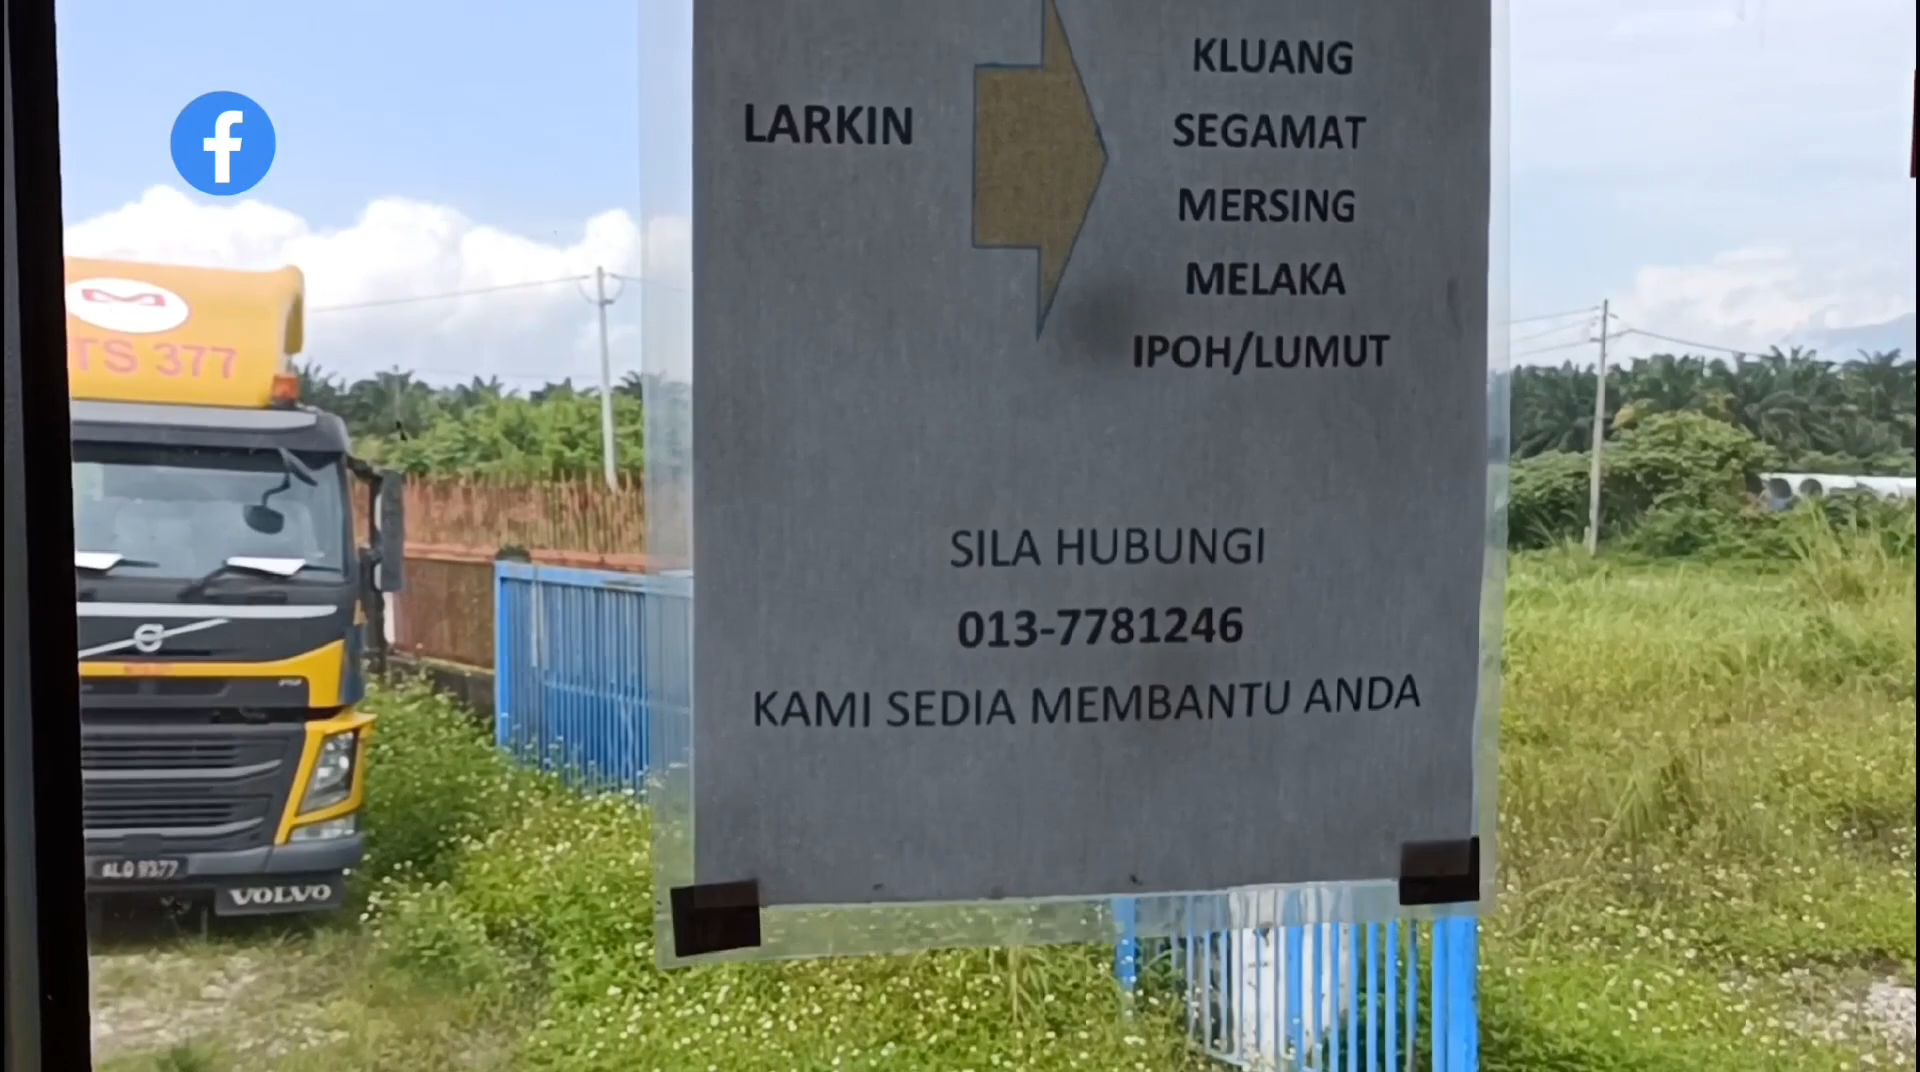 KLUANG
LARKIN
SEGAMAT
MERSING
MELAKA
IPOH/LUMUT
SILA HUBUNGI
013-7781246
KAMI SEDIA MEMBANTU ANDA
TS 377
VOLVO